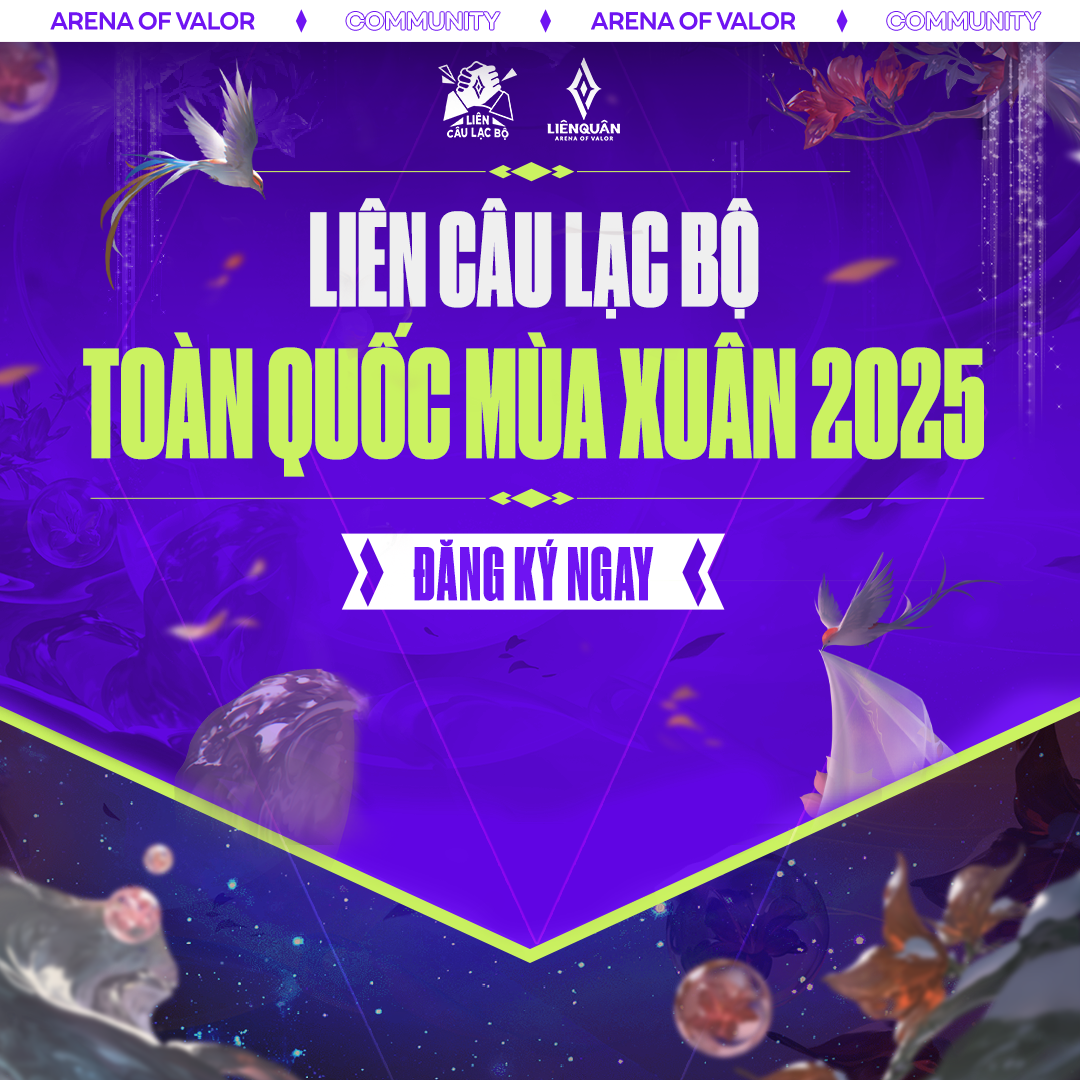 ARENA OF VALOR COMMUNITY ARENA OF VALOR COMMUNITY
LIÊN
CÂU LẠC BỘ
LIÊNQUÂN
ARENA OF VALOR
LIÊN CÂU LẠC BỘ
TOÀN QUỐC MÙA XUÂN 2025
ĐĂNG KÝ NGAY